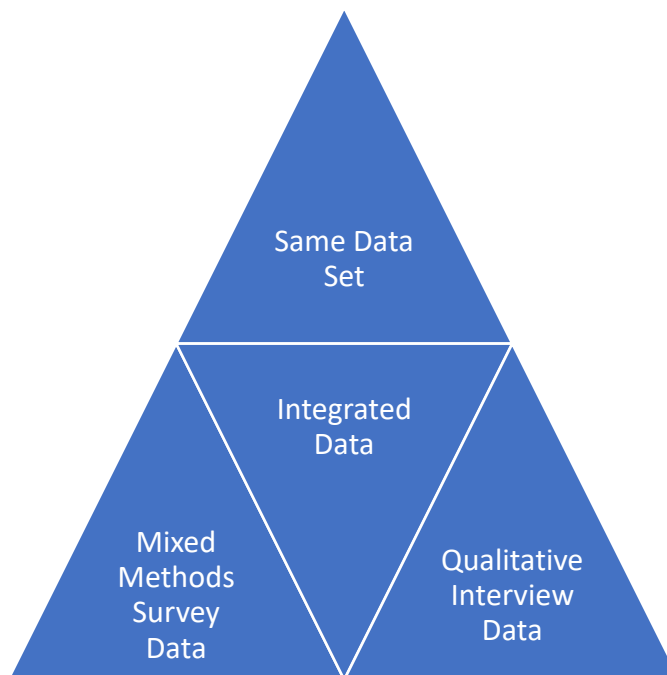 Same Data
Set
Integrated
Data
Mixed
Methods
Survey
Data
Qualitative
Interview
Data